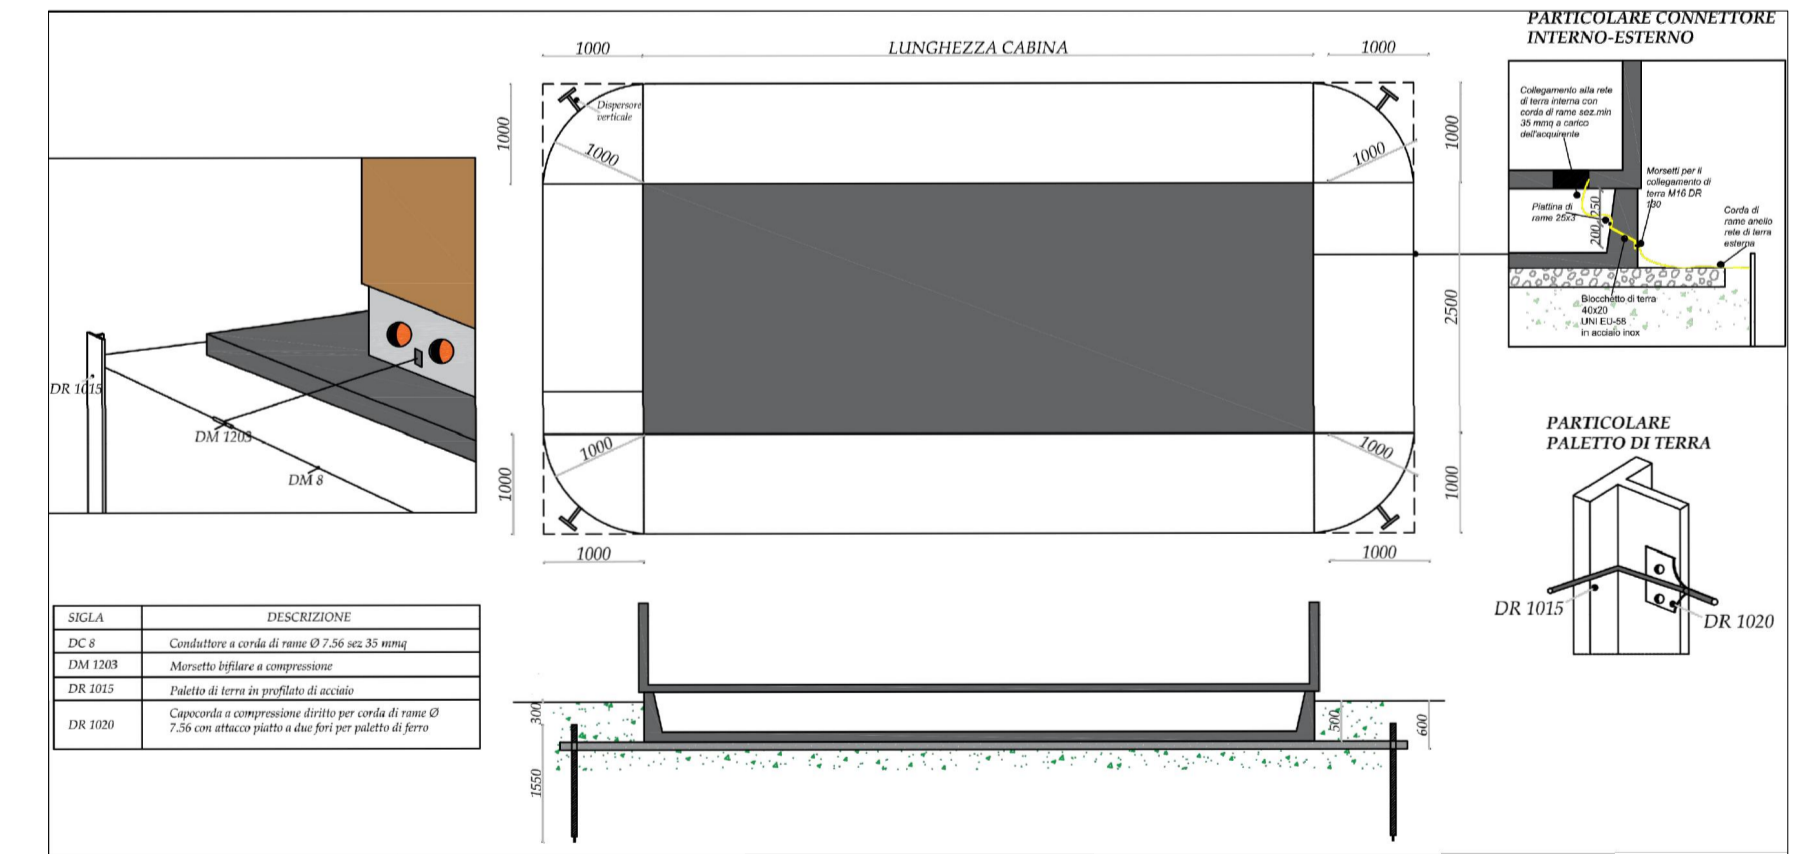 PARTICOLARE CONNETTORE
INTERNO-ESTERNO
1000
LUNGHEZZA CABINA
1000
Collegamento alla rete
di terra interna con
corda di rame sez.min
35 mmq a carico
dell'acquirente
Dispersore
verticale
1000
1000
1000
1000
Morsetti per il
collegamento di
terra M16 DR
130
Piattina di
rame 25x3
250
200
Corda di
rame anello
rete di terra
esterna
2500
Blocchetto di terra
40x20
UNI EU-58
in acciaio inox
DR 1015
DM 1203
DM 8
1000
1000
1000
1000
1000
1000
PARTICOLARE
PALETTO DI TERRA
DR 1015
DR 1020
SIGLA DESCRIZIONE
DC 8 Conduttore a corda di rame Ø 7.56 sez 35 mmq
DM 1203 Morsetto bifilare a compressione
DR 1015 Paletto di terra in profilato di acciaio
DR 1020 Capocorda a compressione diritto per corda di rame Ø
7.56 con attacco piatto a due fori per paletto di ferro
300
1550
500
600